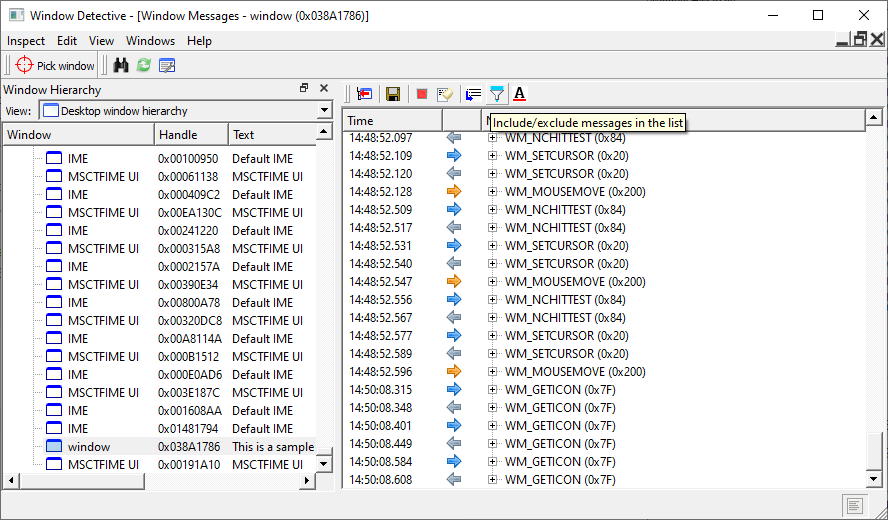 Window Detective - [Window Messages - window (0x038A1786)]
Inspect Edit View Windows Help
Pick window
Window Hierarchy
View: Desktop window hierarchy
Window Handle Text
IME 0x00100950 Default IME
MSCTFIME UI 0x00061138 MSCTFIME UI
IME 0x000409C2 Default IME
MSCTFIME UI 0x00EA130C MSCTFIME UI
IME 0x00241220 Default IME
MSCTFIME UI 0x000315A8 MSCTFIME UI
IME 0x0002157A Default IME
MSCTFIME UI 0x00390E34 MSCTFIME UI
IME 0x00800A78 Default IME
MSCTFIME UI 0x00320DC8 MSCTFIME UI
IME 0x00A8114A Default IME
MSCTFIME UI 0x000B1512 MSCTFIME UI
IME 0x000E0AD6 Default IME
MSCTFIME UI 0x003E187C MSCTFIME UI
IME 0x001608AA Default IME
IME 0x01481794 Default IME
window 0x038A1786 This is a sample
MSCTFIME UI 0x00191A10 MSCTFIME UI
A
Include/exclude messages in the list
Time
14:48:52.097 WM_NCHITTEST (0x84)
14:48:52.109 WM_SETCURSOR (0x20)
14:48:52.120 WM_SETCURSOR (0x20)
14:48:52.128 WM_MOUSEMOVE (0x200)
14:48:52.509 WM_NCHITTEST (0x84)
14:48:52.517 WM_NCHITTEST (0x84)
14:48:52.531 WM_SETCURSOR (0x20)
14:48:52.540 WM_SETCURSOR (0x20)
14:48:52.547 WM_MOUSEMOVE (0x200)
14:48:52.556 WM_NCHITTEST (0x84)
14:48:52.567 WM_NCHITTEST (0x84)
14:48:52.577 WM_SETCURSOR (0x20)
14:48:52.589 WM_SETCURSOR (0x20)
14:48:52.596 WM_MOUSEMOVE (0x200)
14:50:08.315 WM_GETICON (0x7F)
14:50:08.348 WM_GETICON (0x7F)
14:50:08.401 WM_GETICON (0x7F)
14:50:08.449 WM_GETICON (0x7F)
14:50:08.584 WM_GETICON (0x7F)
14:50:08.608 WM_GETICON (0x7F)